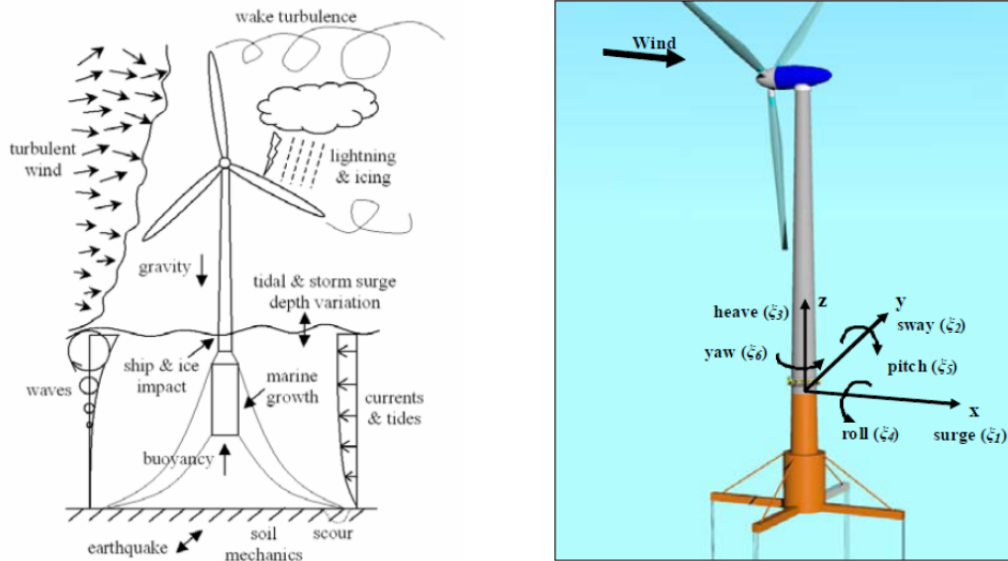 wake turbulence
turbulent
wind
lightning
& icing
gravity
tidal & storm surge
depth variation
ship & ice
impact
waves
marine
growth
currents
& tides
buoyancy
earthquake
soil
mechanics
scour
Wind
heave (ξ3)
z
y
sway (ξ2)
yaw (ξ6)
pitch (ξ5)
x
roll (ξ4)
surge (ξ1)